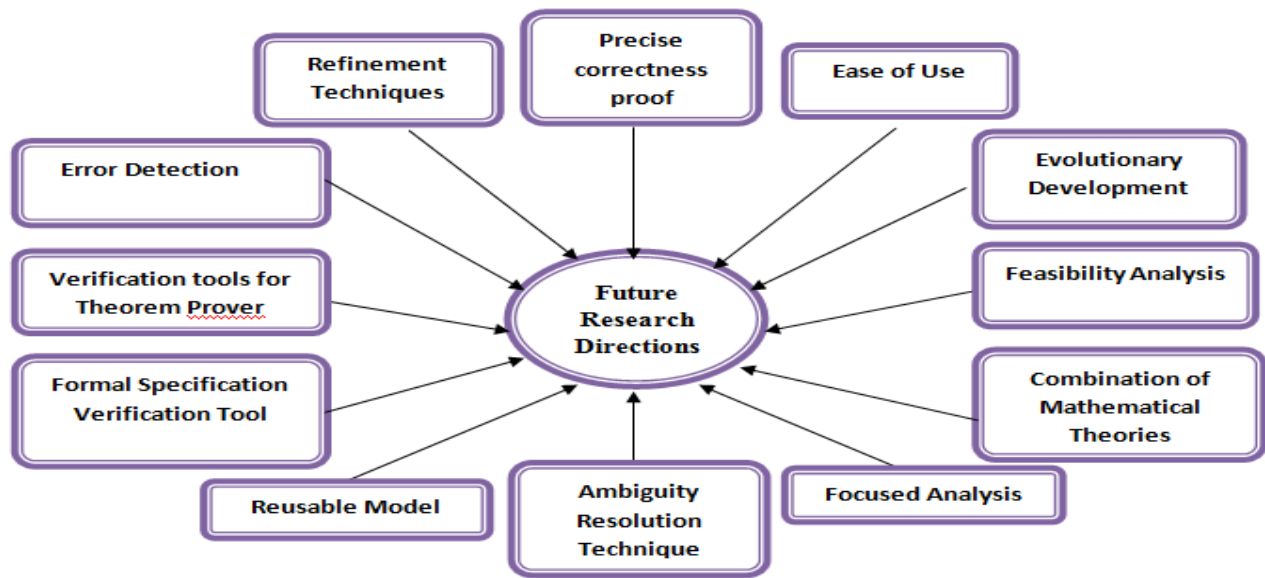 Refinement
Techniques
Precise
correctness
proof
Ease of Use
Error Detection
Evolutionary
Development
Verification tools for
Theorem Prover
Feasibility Analysis
Future
Research
Directions
Formal Specification
Verification Tool
Combination of
Mathematical
Theories
Reusable Model
Ambiguity
Resolution
Technique
Focused Analysis